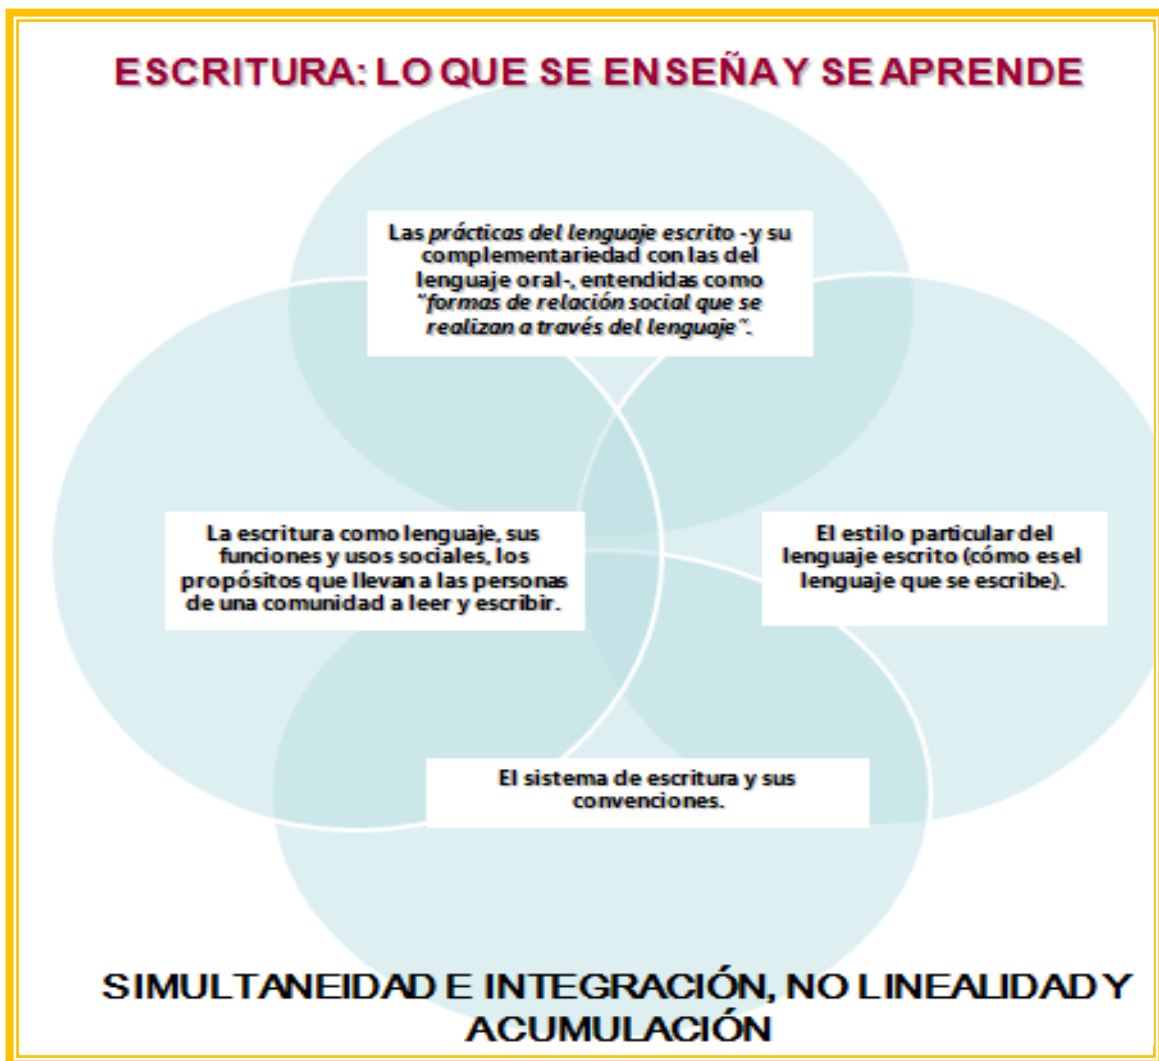 ESCRITURA: LO QUE SE ENSEÑA Y SE APRENDE
Las prácticas del lenguaje escrito -y su
complementariedad con las del
lenguaje oral-, entendidas como
"formas de relación social que se
realizan a través del lenguaje".
La escritura como lenguaje, sus
funciones y usos sociales, los
propósitos que llevan a las personas
de una comunidad a leer y escribir.
El estilo particular del
lenguaje escrito (cómo es el
lenguaje que se escribe).
El sistema de escritura y sus
convenciones.
SIMULTANEIDAD E INTEGRACIÓN, NO LINEALIDAD Y
ACUMULACIÓN